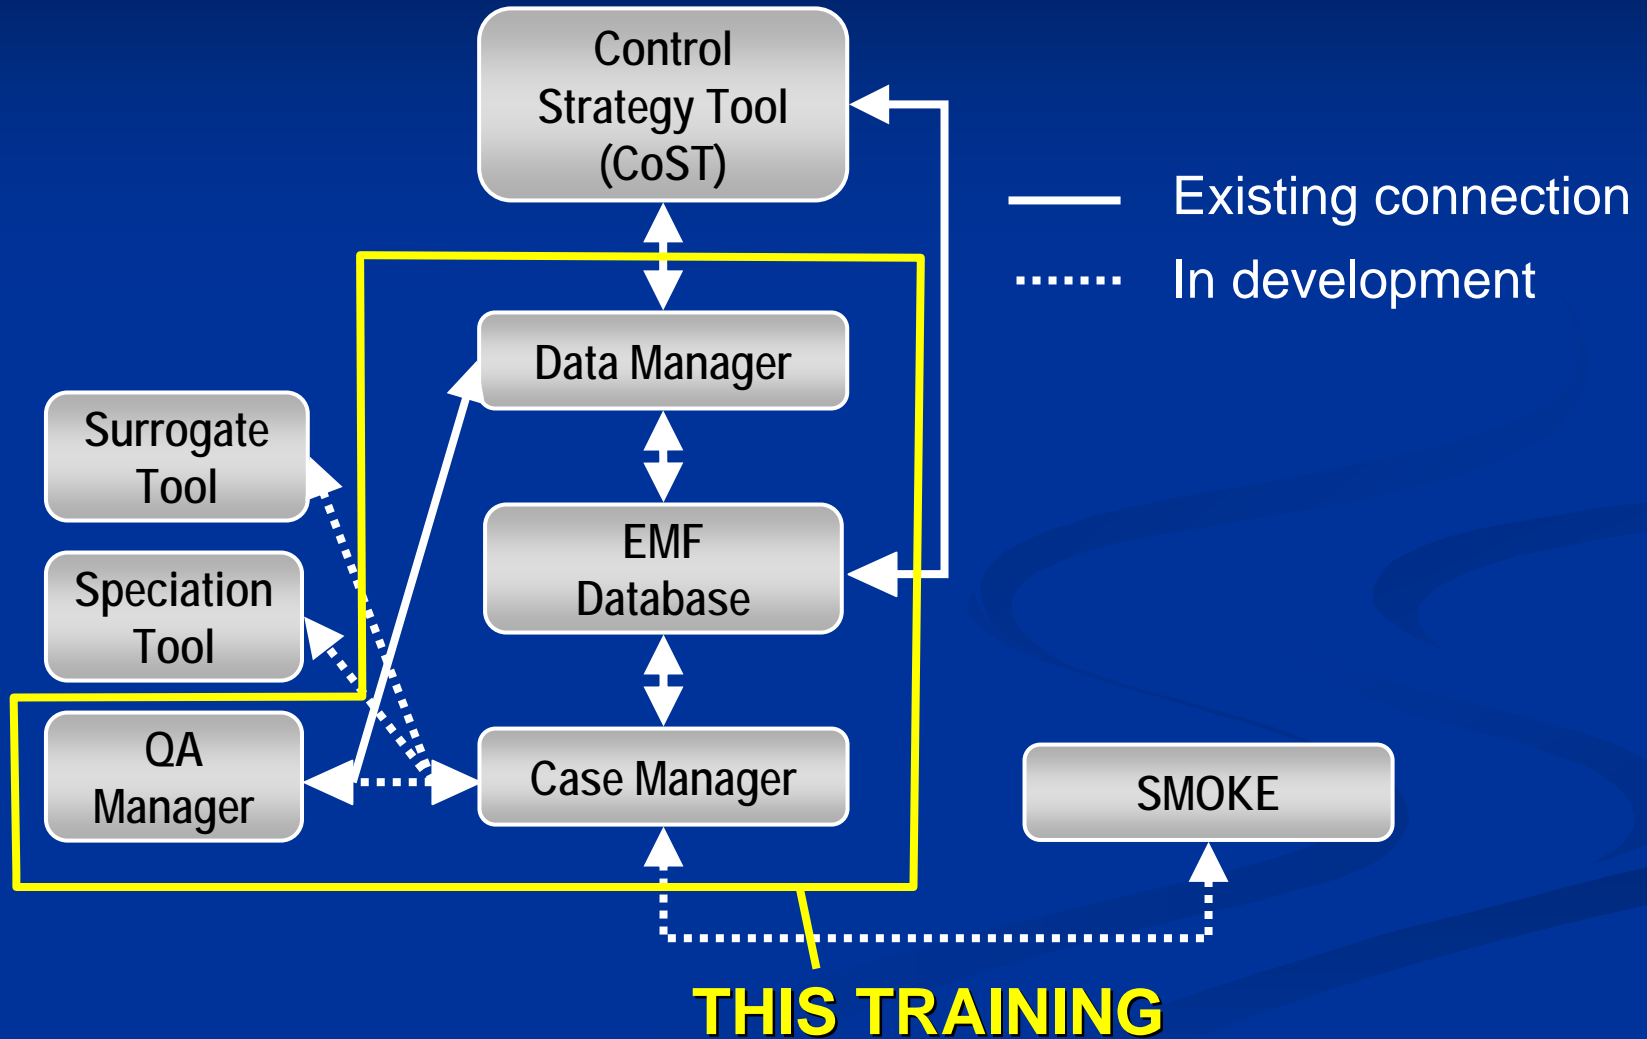 Control
Strategy Tool
(CoST)
Existing connection
In development
Data Manager
Surrogate
Tool
EMF
Database
Speciation
Tool
QA
Manager
Case Manager
SMOKE
THIS TRAINING